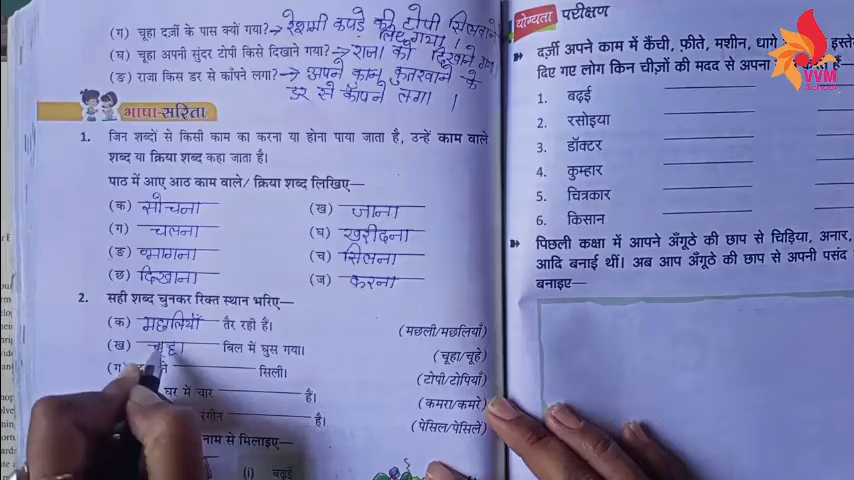 (ग) चूहा दर्ज़ी के पास क्यों गया? → रेशमी कपड़े की टोपी सिलवाने
लिए गया।
(घ) चूहा अपनी सुंदर टोपी किसे दिखाने गया? → राजा को दिखाने गया।
(ङ) राजा किस डर से काँपने लगा? → अपने कान कुतरवाने के
डर से काँपने लगा।
भाषा-सरिता
1. जिन शब्दों से किसी काम का करना या होना पाया जाता है, उन्हें काम वाले
शब्द या क्रिया शब्द कहा जाता है।
पाठ में आए आठ काम वाले/ क्रिया शब्द लिखिए—
(क) सोचना (ख) जाना
(ग) चलना (घ) खरीदना
(ङ) भागना (च) सिलना
(छ) दिखाना (ज) करना
2. सही शब्द चुनकर रिक्त स्थान भरिए—
(क) मछलियाँ तैर रही हैं। (मछली/मछलियाँ)
(ख) चूहा बिल में घुस गया। (चूहा/चूहे)
(ग) सिली। (टोपी/टोपियाँ)
घर में चार हैं। (कमरा/कमरे)
रंगीत है। (पेंसिल/पेंसिलें)
नाम से मिलाइए—
(i) बढ़ई
योग्यता परीक्षण
दर्ज़ी अपने काम में कैंची, फ़ीते, मशीन, धागे
दिए गए लोग किन चीज़ों की मदद से अपना
1. बढ़ई
2. रसोइया
3. डॉक्टर
4. कुम्हार
5. चित्रकार
6. किसान
पिछली कक्षा में आपने अँगूठे की छाप से चिड़िया, अनार,
आदि बनाई थीं। अब आप अँगूठे की छाप से अपनी पसंद
बनाइए—
VVM
School